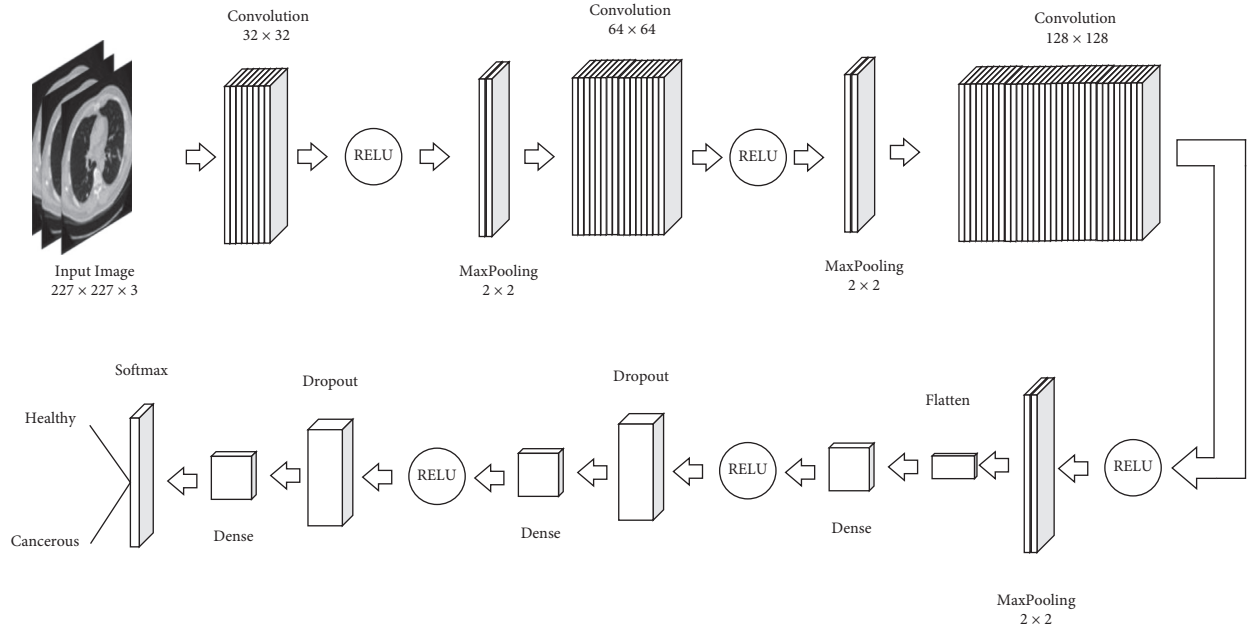 Convolution
32 × 32
Convolution
64 × 64
Convolution
128 × 128
RELU
RELU
Input Image
227 × 227 × 3
MaxPooling
2 × 2
MaxPooling
2 × 2
Softmax
Dropout
Dropout
Flatten
Healthy
RELU
RELU
RELU
Cancerous
Dense
Dense
Dense
MaxPooling
2 × 2